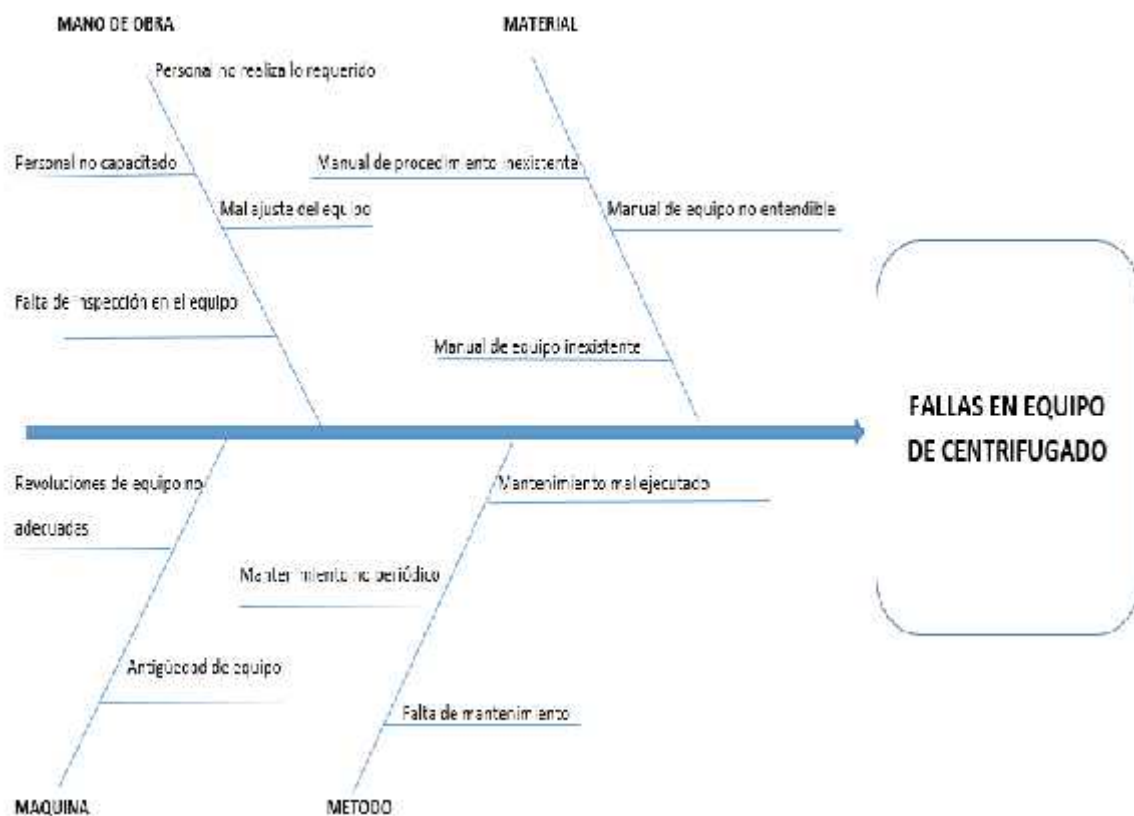 MANO DE OBRA
MATERIAL
Personal no realiza lo requerido
Personal no capacitado
Manual de procedimiento inexistente
Mal ajuste del equipo
Manual de equipo no entendible
Falta de inspección en el equipo
Manual de equipo inexistente
FALLAS EN EQUIPO
DE CENTRIFUGADO
Revoluciones de equipo no
adecuadas
Mantenimiento mal ejecutado
Mantenimiento no periódico
Antigüedad de equipo
Falta de mantenimiento
MAQUINA
METODO